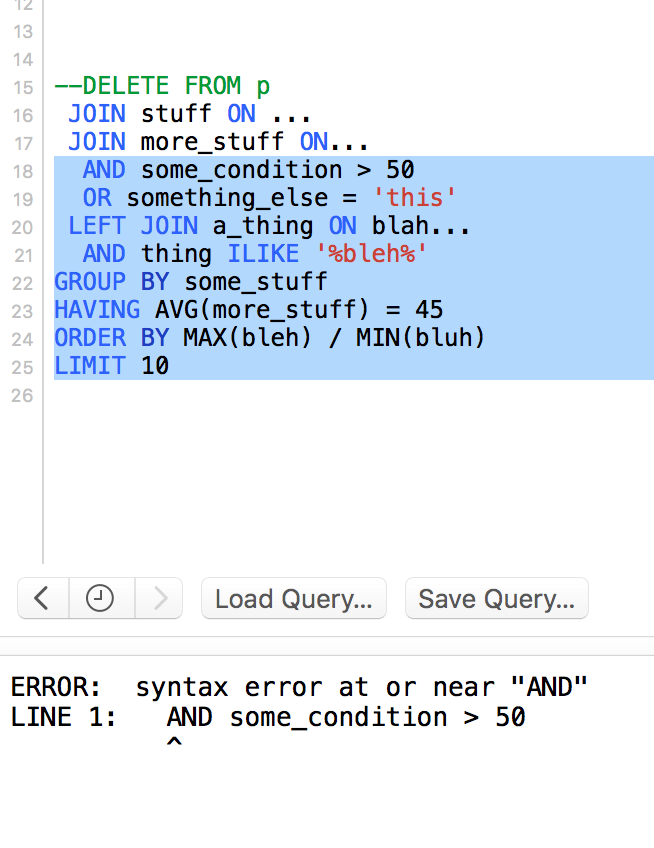 12
13
14
15 --DELETE FROM p
16 JOIN stuff ON ...
17 JOIN more_stuff ON...
18 AND some_condition > 50
19 OR something_else = 'this'
20 LEFT JOIN a_thing ON blah...
21 AND thing ILIKE '%bleh%'
22 GROUP BY some_stuff
23 HAVING AVG(more_stuff) = 45
24 ORDER BY MAX(bleh) / MIN(bluh)
25 LIMIT 10
26
Load Query... Save Query...
ERROR: syntax error at or near "AND"
LINE 1: AND some_condition > 50
^